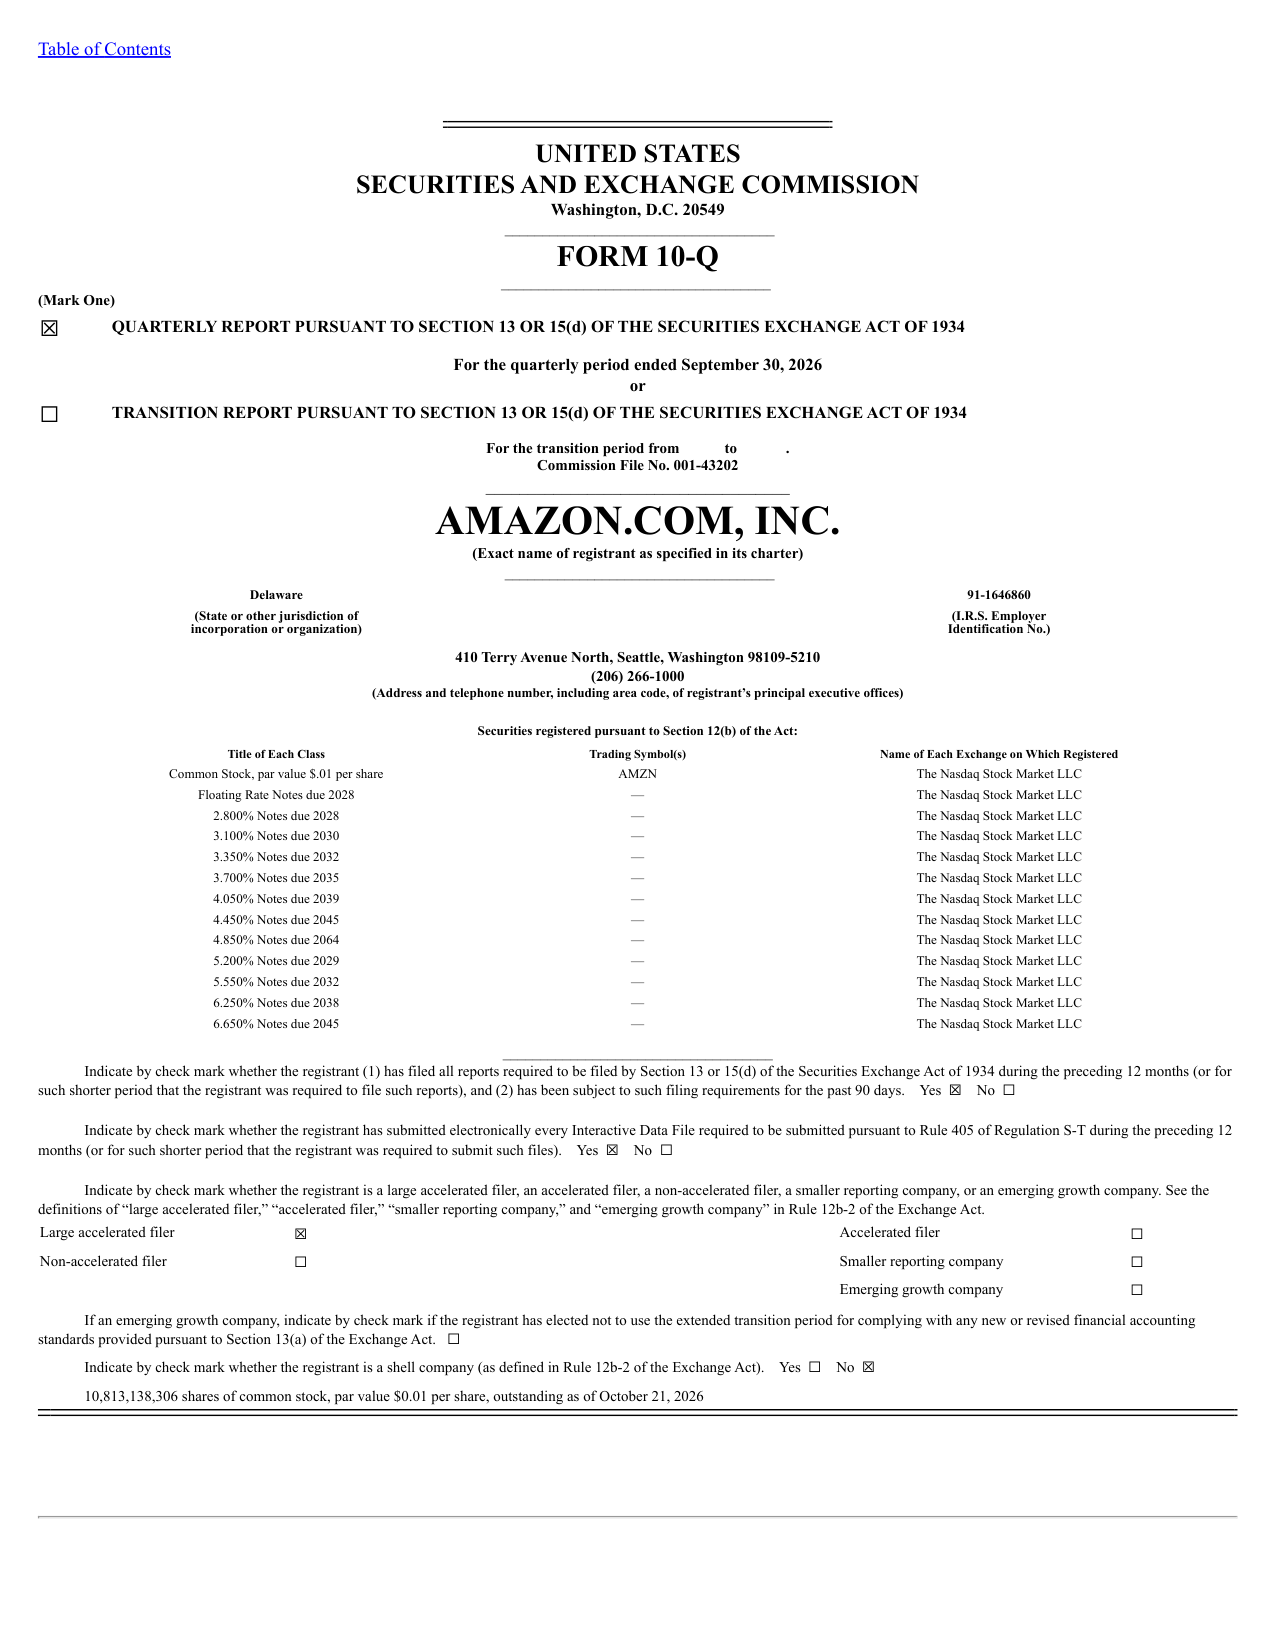 Table of Contents
UNITED STATES
SECURITIES AND EXCHANGE COMMISSION
Washington, D.C. 20549
FORM 10-Q
(Mark One)
☒ QUARTERLY REPORT PURSUANT TO SECTION 13 OR 15(d) OF THE SECURITIES EXCHANGE ACT OF 1934
For the quarterly period ended September 30, 2026
or
☐ TRANSITION REPORT PURSUANT TO SECTION 13 OR 15(d) OF THE SECURITIES EXCHANGE ACT OF 1934
For the transition period from to .
Commission File No. 001-43202
AMAZON.COM, INC.
(Exact name of registrant as specified in its charter)
Delaware 91-1646860
(State or other jurisdiction of (I.R.S. Employer
incorporation or organization) Identification No.)
410 Terry Avenue North, Seattle, Washington 98109-5210
(206) 266-1000
(Address and telephone number, including area code, of registrant’s principal executive offices)
Securities registered pursuant to Section 12(b) of the Act:
Title of Each Class Trading Symbol(s) Name of Each Exchange on Which Registered
Common Stock, par value $.01 per share AMZN The Nasdaq Stock Market LLC
Floating Rate Notes due 2028 — The Nasdaq Stock Market LLC
2.800% Notes due 2028 — The Nasdaq Stock Market LLC
3.100% Notes due 2030 — The Nasdaq Stock Market LLC
3.350% Notes due 2032 — The Nasdaq Stock Market LLC
3.700% Notes due 2035 — The Nasdaq Stock Market LLC
4.050% Notes due 2039 — The Nasdaq Stock Market LLC
4.450% Notes due 2045 — The Nasdaq Stock Market LLC
4.850% Notes due 2064 — The Nasdaq Stock Market LLC
5.200% Notes due 2029 — The Nasdaq Stock Market LLC
5.550% Notes due 2032 — The Nasdaq Stock Market LLC
6.250% Notes due 2038 — The Nasdaq Stock Market LLC
6.650% Notes due 2045 — The Nasdaq Stock Market LLC
Indicate by check mark whether the registrant (1) has filed all reports required to be filed by Section 13 or 15(d) of the Securities Exchange Act of 1934 during the preceding 12 months (or for
such shorter period that the registrant was required to file such reports), and (2) has been subject to such filing requirements for the past 90 days. Yes ☒ No ☐
Indicate by check mark whether the registrant has submitted electronically every Interactive Data File required to be submitted pursuant to Rule 405 of Regulation S-T during the preceding 12
months (or for such shorter period that the registrant was required to submit such files). Yes ☒ No ☐
Indicate by check mark whether the registrant is a large accelerated filer, an accelerated filer, a non-accelerated filer, a smaller reporting company, or an emerging growth company. See the
definitions of “large accelerated filer,” “accelerated filer,” “smaller reporting company,” and “emerging growth company” in Rule 12b-2 of the Exchange Act.
Large accelerated filer ☒ Accelerated filer ☐
Non-accelerated filer ☐ Smaller reporting company ☐
Emerging growth company ☐
If an emerging growth company, indicate by check mark if the registrant has elected not to use the extended transition period for complying with any new or revised financial accounting
standards provided pursuant to Section 13(a) of the Exchange Act. ☐
Indicate by check mark whether the registrant is a shell company (as defined in Rule 12b-2 of the Exchange Act). Yes ☐ No ☒
10,813,138,306 shares of common stock, par value $0.01 per share, outstanding as of October 21, 2026